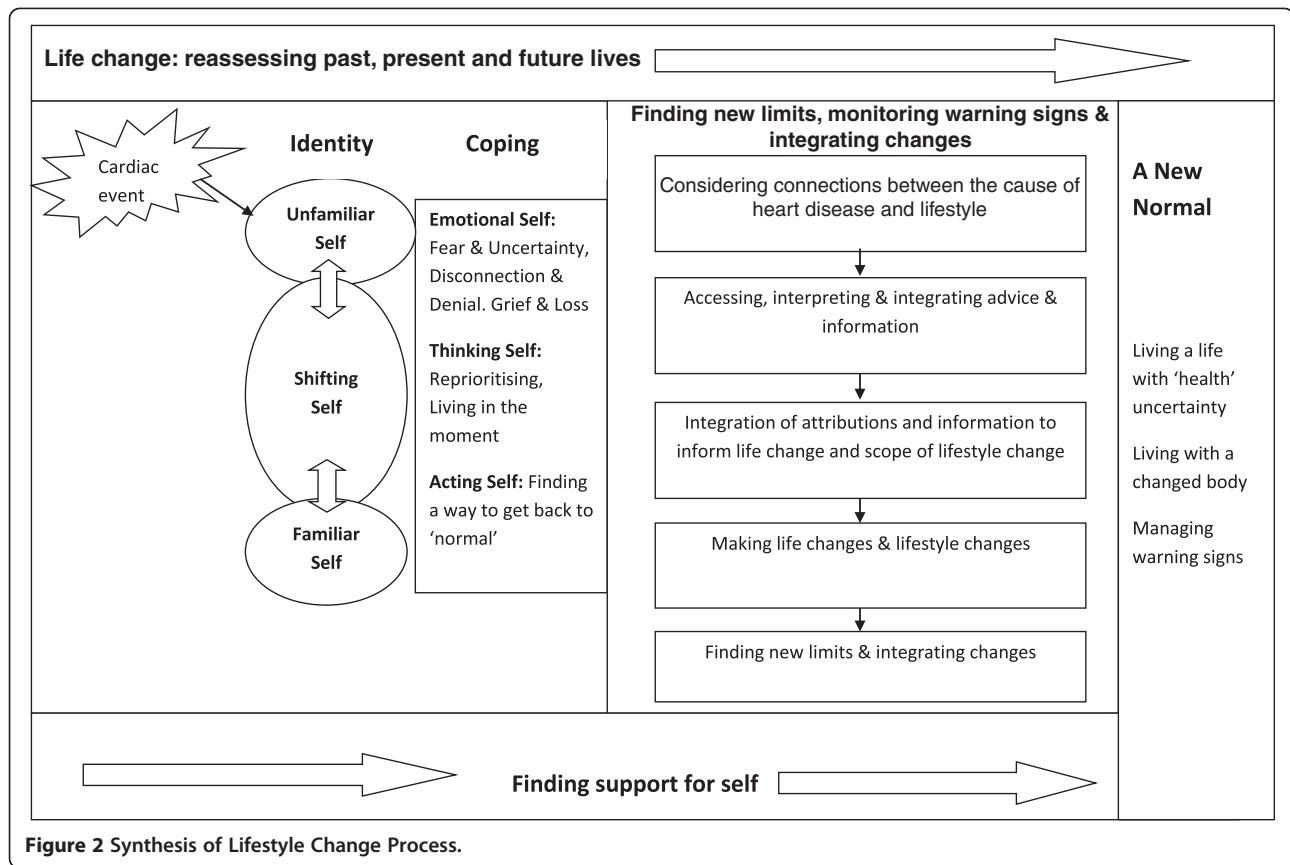 Life change: reassessing past, present and future lives
Cardiac
event
Identity
Unfamiliar
Self
Shifting
Self
Familiar
Self
Coping
Emotional Self:
Fear & Uncertainty,
Disconnection &
Denial. Grief & Loss
Thinking Self:
Reprioritising,
Living in the
moment
Acting Self: Finding
a way to get back to
‘normal’
Finding new limits, monitoring warning signs &
integrating changes
Considering connections between the cause of
heart disease and lifestyle
Accessing, interpreting & integrating advice &
information
Integration of attributions and information to
inform life change and scope of lifestyle change
Making life changes & lifestyle changes
Finding new limits & integrating changes
A New
Normal
Living a life
with ‘health’
uncertainty
Living with a
changed body
Managing
warning signs
Finding support for self
Figure 2 Synthesis of Lifestyle Change Process.